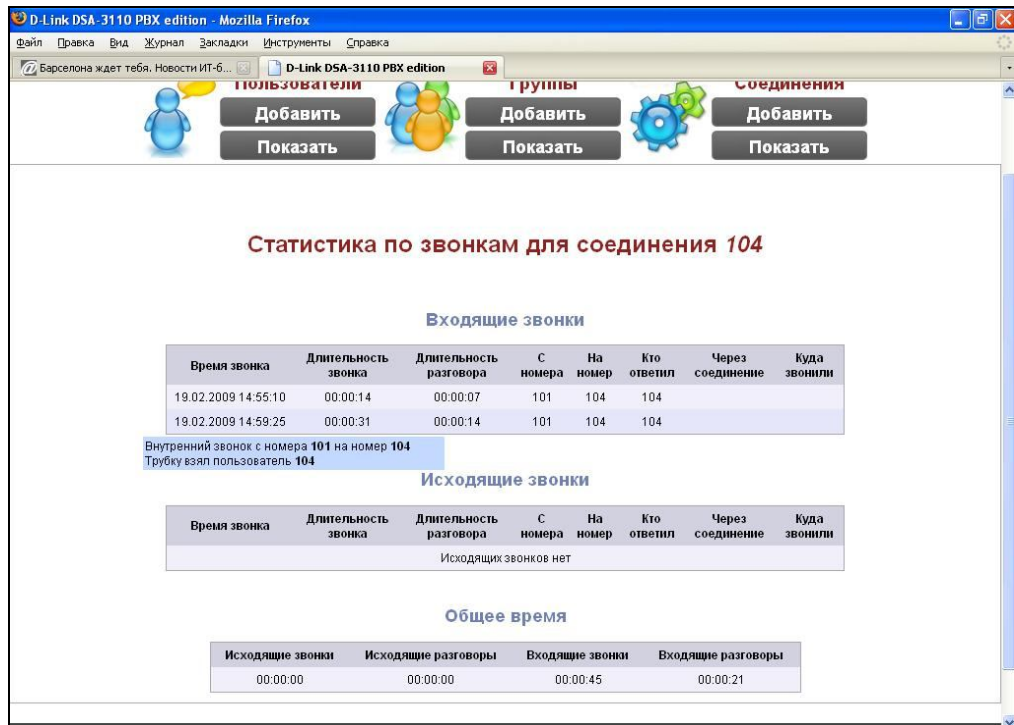 D-Link DSA-3110 PBX edition - Mozilla Firefox
Файл Правка Вид Журнал Закладки Инструменты Справка
Барселона ждет тебя. Новости ИТ-б... D-Link DSA-3110 PBX edition
Пользователи Группы Соединения
Добавить Добавить Добавить
Показать Показать Показать
Статистика по звонкам для соединения 104
Входящие звонки
Время звонка Длительность звонка Длительность разговора С номера На номер Кто ответил Через соединение Куда звонили
19.02.2009 14:55:10 00:00:14 00:00:07 101 104 104
19.02.2009 14:59:25 00:00:31 00:00:14 101 104 104
Внутренний звонок с номера 101 на номер 104
Трубку взял пользователь 104
Исходящие звонки
Время звонка Длительность звонка Длительность разговора С номера На номер Кто ответил Через соединение Куда звонили
Исходящих звонков нет
Общее время
Исходящие звонки Исходящие разговоры Входящие звонки Входящие разговоры
00:00:00 00:00:00 00:00:45 00:00:21